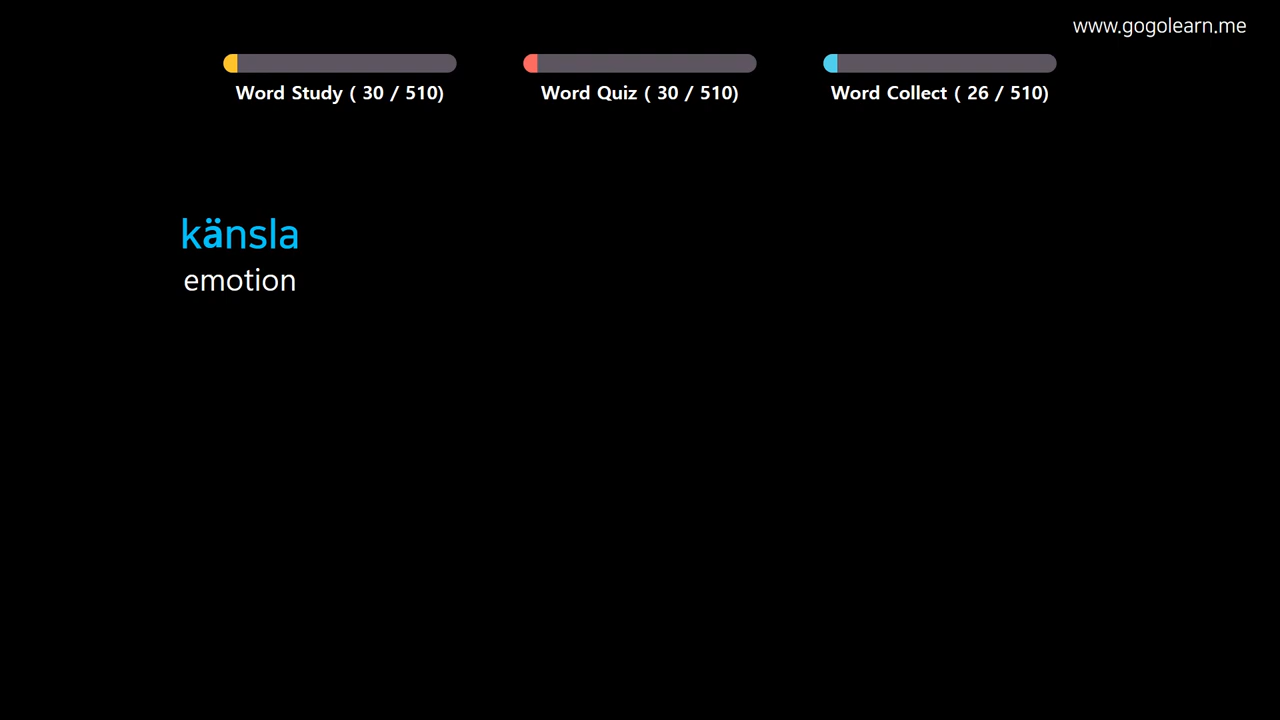 www.gogolearn.me
Word Study ( 30 / 510)
Word Quiz ( 30 / 510)
Word Collect ( 26 / 510)
känsla
emotion